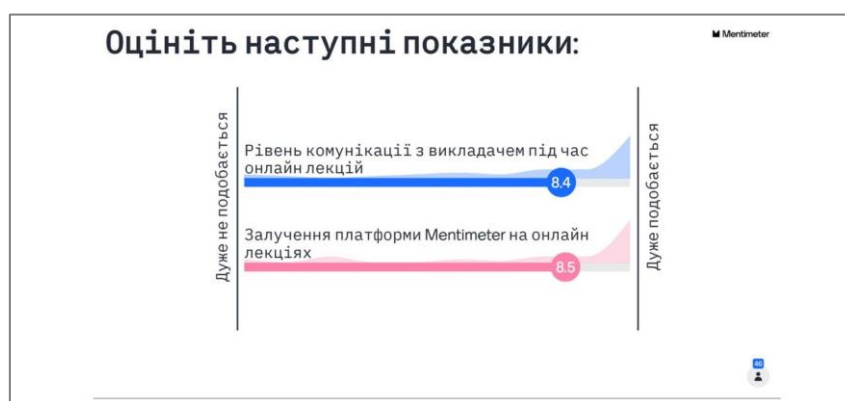 Оцініть наступні показники:
Mentimeter
Дуже не подобається
Рівень комунікації з викладачем під час
онлайн лекцій
8.4
Залучення платформи Mentimeter на онлайн
лекціях
8.5
Дуже подобається